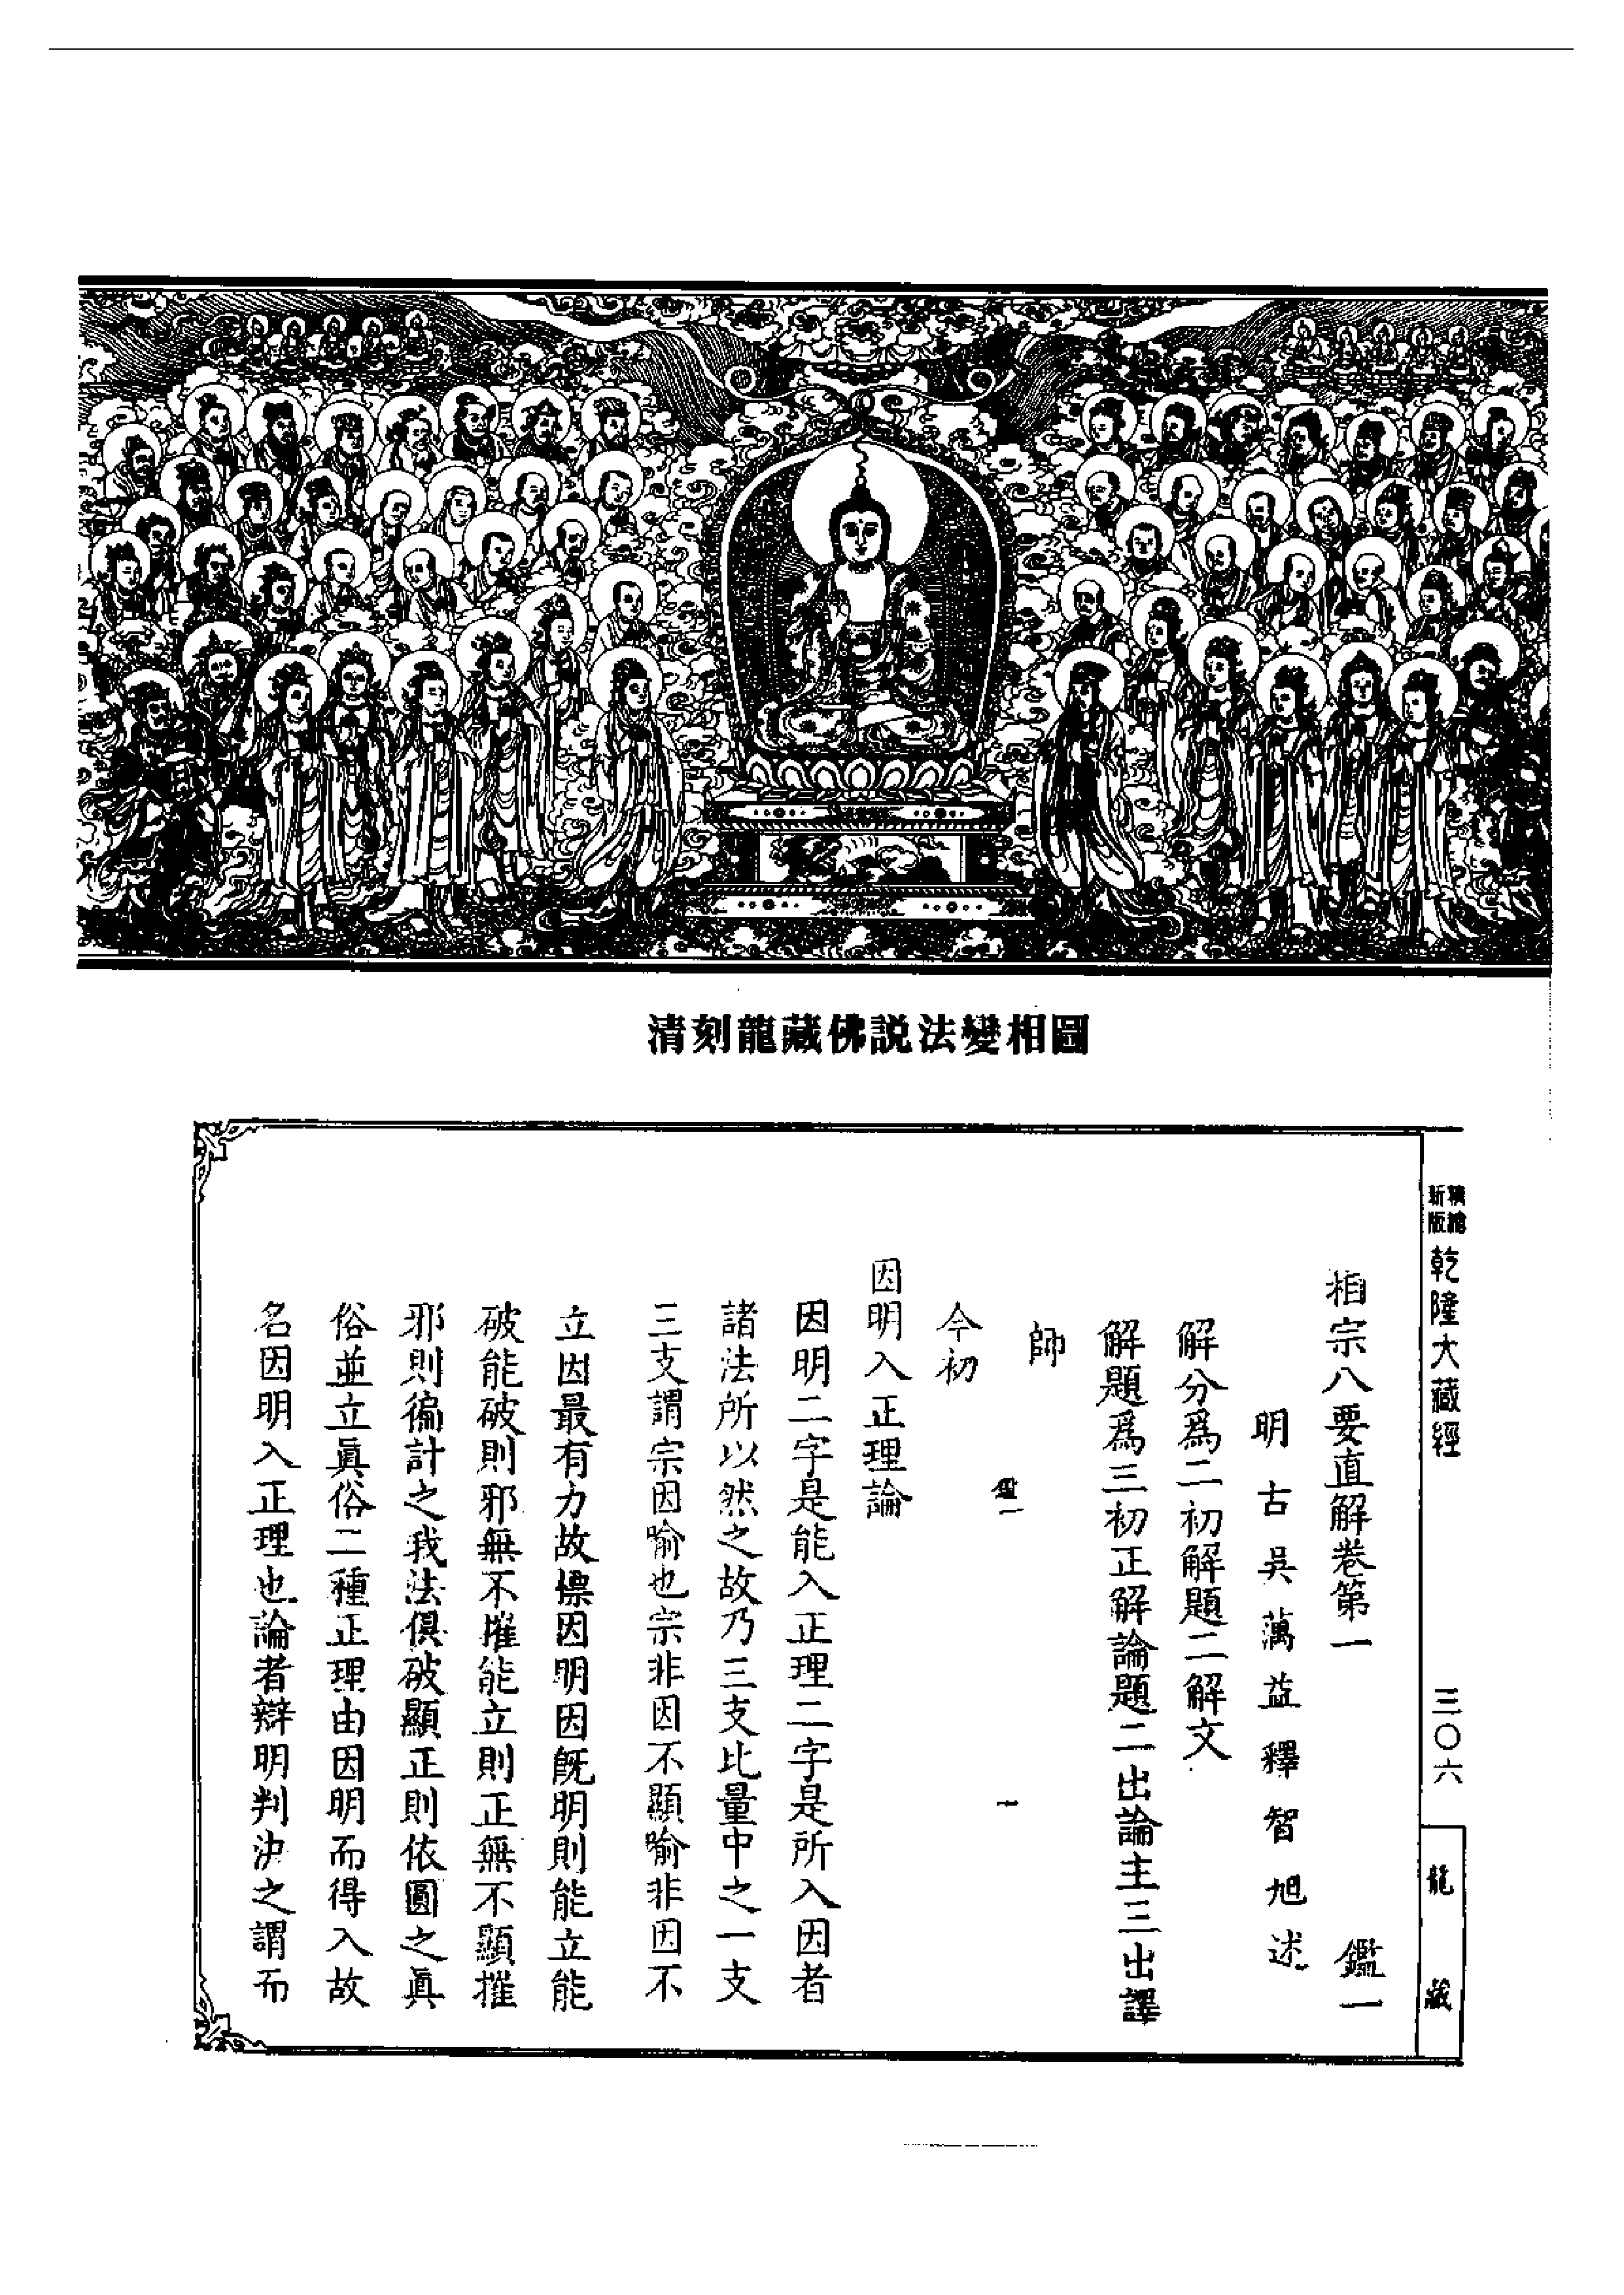 清刻龍藏佛説法變相圖
新版
精縮
乾隆大藏經
三〇六
龍藏
相宗八要直解卷第一 鑑一
明古吳蕅益釋智旭述
解分爲二初解題二解文
解題爲三初正解論題二出論主三出譯
師
鑑一 一
今初
因明入正理論
因明二字是能入正理二字是所入因者
諸法所以然之故乃三支比量中之一支
三支謂宗因喻也宗非因不顯喻非因不
立因最有力故標因明因既明則能立能
破能破則邪無不摧能立則正無不顯摧
邪則徧計之我法俱破顯正則依圓之眞
俗並立眞俗二種正理由因明而得入故
名因明入正理也論者辯明判決之謂而